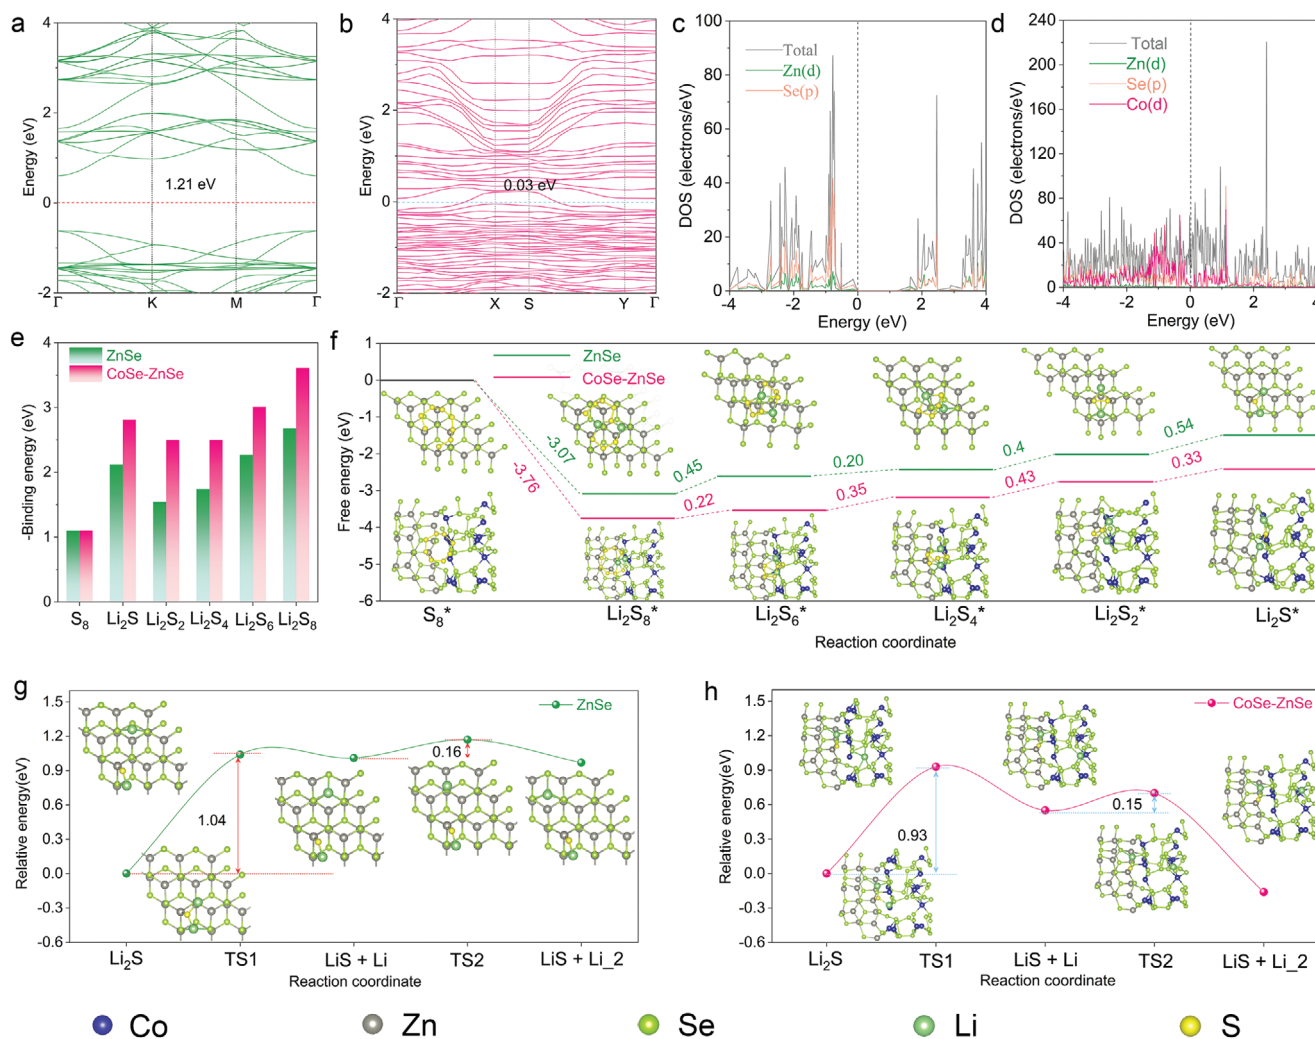 a
4
2
0
-2
Energy (eV)
1.21 eV
Γ
K
M
Γ
b
4
2
0
-2
Energy (eV)
0.03 eV
Γ
X
S
Y
Γ
c
100
80
60
40
20
0
DOS (electrons/eV)
Total
Zn(d)
Se(p)
-4
-2
0
2
4
Energy (eV)
d
240
200
160
120
80
40
0
DOS (electrons/eV)
Total
Zn(d)
Se(p)
Co(d)
-4
-2
0
2
4
Energy (eV)
e
4
3
2
1
0
-Binding energy (eV)
ZnSe
CoSe-ZnSe
S₈
Li₂S
Li₂S₂
Li₂S₄
Li₂S₆
Li₂S₈
f
1
0
-1
-2
-3
-4
-5
-6
Free energy (eV)
ZnSe
CoSe-ZnSe
-3.07
-3.76
0.45
0.22
0.20
0.35
0.4
0.43
0.54
0.33
S₈*
Li₂S₈*
Li₂S₆*
Li₂S₄*
Li₂S₂*
Li₂S*
Reaction coordinate
g
1.5
1.2
0.9
0.6
0.3
0.0
-0.3
-0.6
Relative energy(eV)
ZnSe
1.04
0.16
Li₂S
TS1
LiS + Li
TS2
LiS + Li_2
Reaction coordinate
h
1.5
1.2
0.9
0.6
0.3
0.0
-0.3
-0.6
Relative energy(eV)
CoSe-ZnSe
0.93
0.15
Li₂S
TS1
LiS + Li
TS2
LiS + Li_2
Reaction coordinate
Co
Zn
Se
Li
S